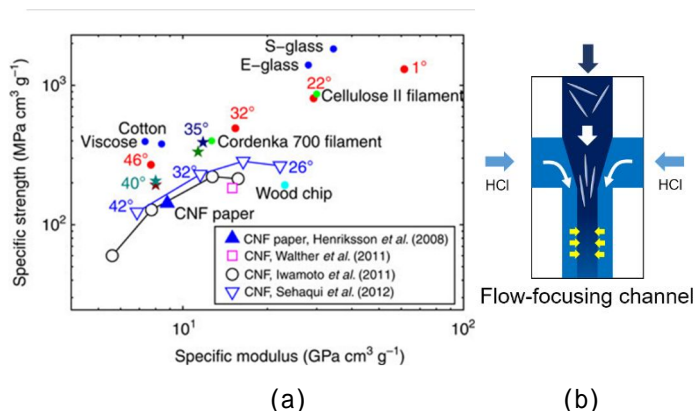 S-glass
E-glass
1°
22°
Cellulose II filament
32°
35°
Cotton
Viscose
Cordenka 700 filament
46°
40°
32°
26°
Wood chip
42°
CNF paper
CNF paper, Henriksson et al. (2008)
CNF, Walther et al. (2011)
CNF, Iwamoto et al. (2011)
CNF, Sehaqui et al. (2012)
Specific strength (MPa cm³ g⁻¹)
10³
10²
10¹
10²
Specific modulus (GPa cm³ g⁻¹)
(a)
HCl
HCl
Flow-focusing channel
(b)